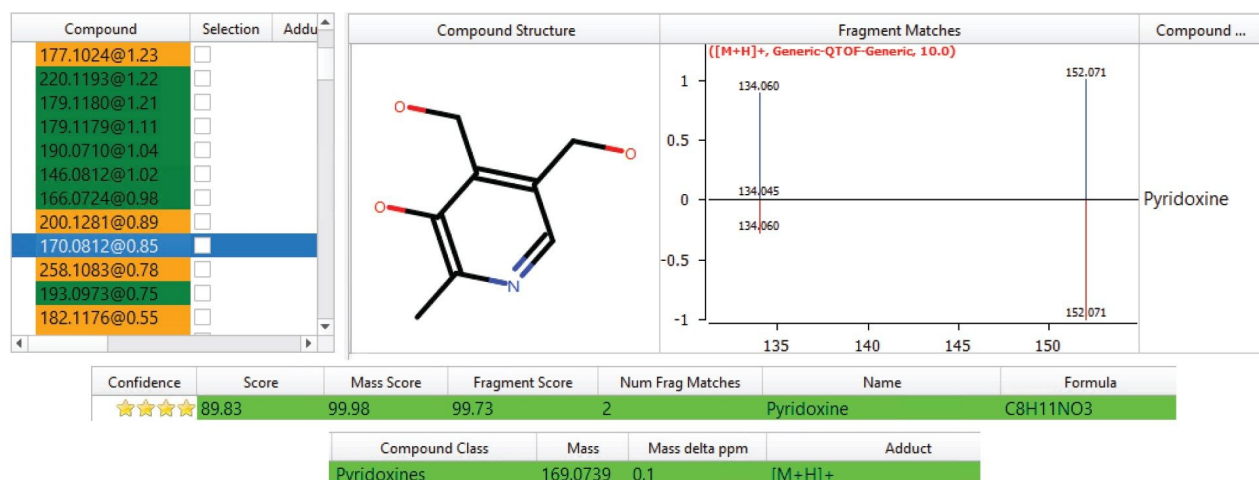 Compound Selection Addu
177.1024@1.23
220.1193@1.22
179.1180@1.21
179.1179@1.11
190.0710@1.04
146.0812@1.02
166.0724@0.98
200.1281@0.89
170.0812@0.85
258.1083@0.78
193.0973@0.75
182.1176@0.55
Compound Structure Fragment Matches Compound ...
O
O
O
N
([M+H]+, Generic-QTOF-Generic, 10.0)
134.060 152.071
1
0.5
0
-0.5
-1
134.045
134.060
152.071
135 140 145 150
Pyridoxine
Confidence Score Mass Score Fragment Score Num Frag Matches Name Formula
89.83 99.98 99.73 2 Pyridoxine C8H11NO3
Compound Class Mass Mass delta ppm Adduct
Pyridoxines 169.0739 0.1 [M+H]+